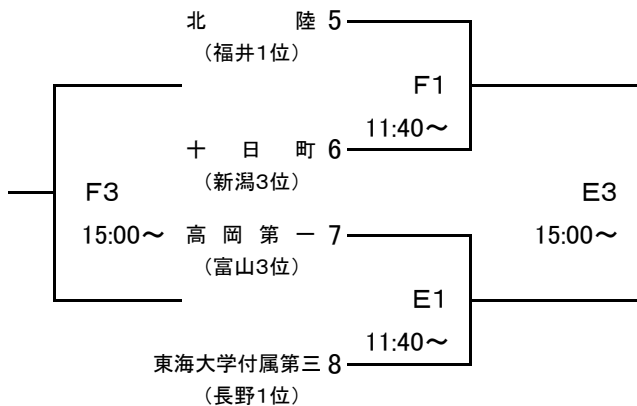 北 陸 5
(福井1位)
F1
11:40～
十 日 町 6
(新潟3位)
F3
E3
15:00～
高 岡 第 一 7
15:00～
(富山3位)
E1
11:40～
東海大学付属第三 8
(長野1位)